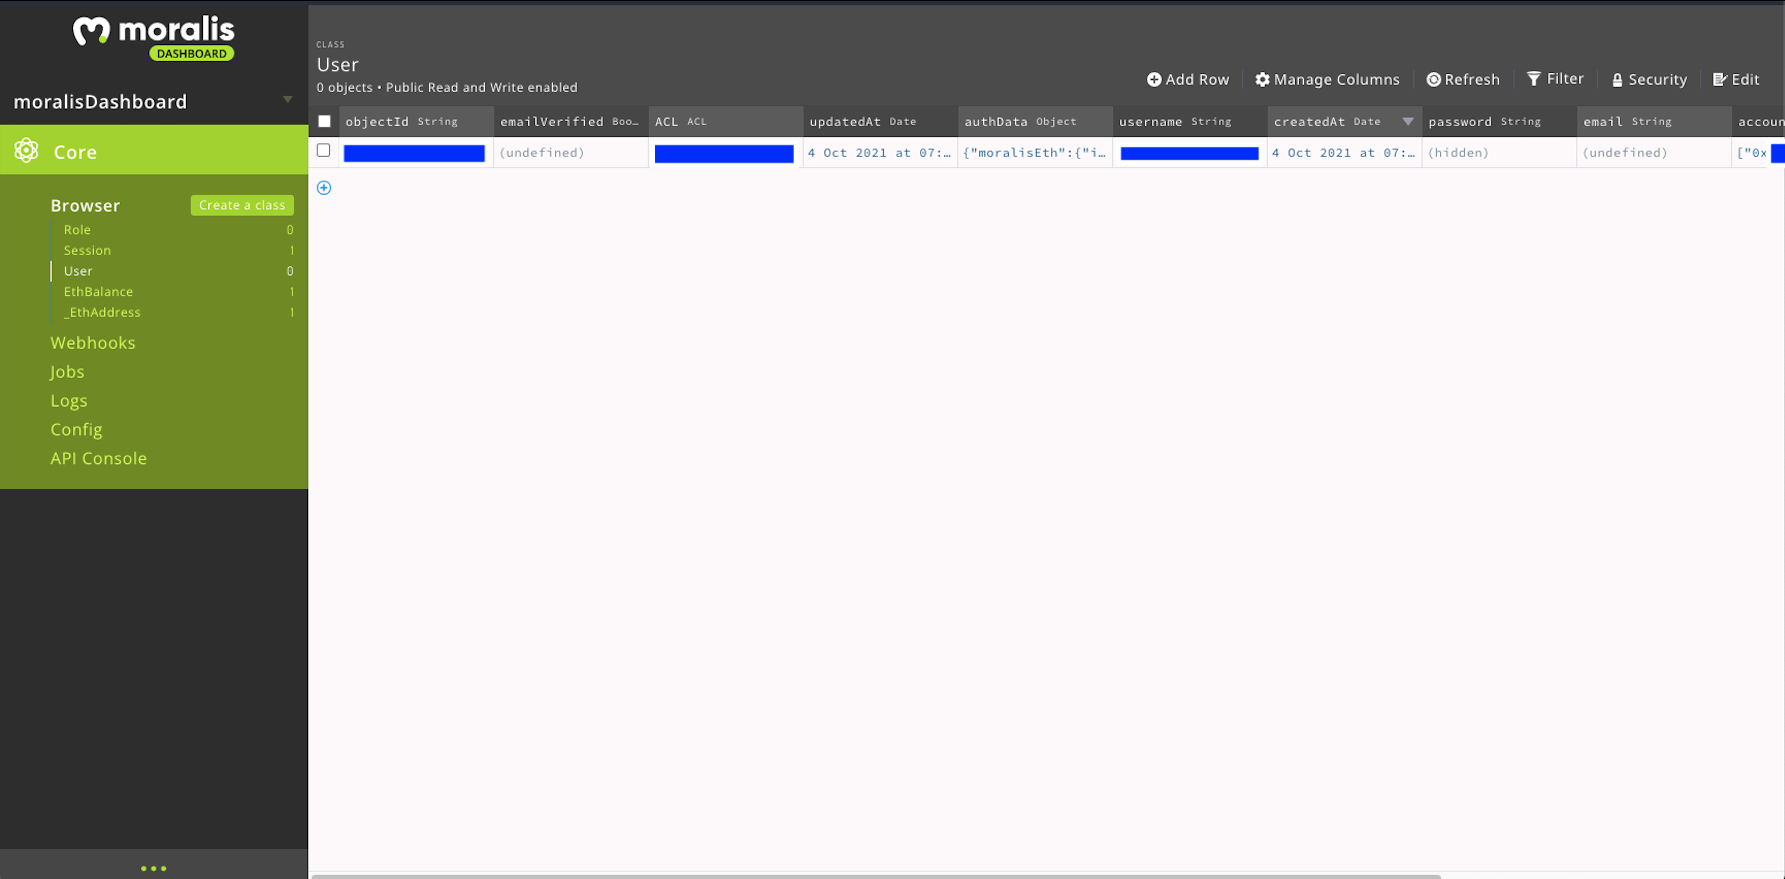 moralis
DASHBOARD
moralisDashboard
Core
Browser Create a class
Role 0
Session 1
User 0
EthBalance 1
_EthAddress 1
Webhooks
Jobs
Logs
Config
API Console
CLASS
User
0 objects • Public Read and Write enabled
Add Row Manage Columns Refresh Filter Security Edit
objectId String emailVerified Boo... ACL ACL updatedAt Date authData Object username String createdAt Date password String email String accoun
(undefined) 4 Oct 2021 at 07:... {"moralisEth":{"i... 4 Oct 2021 at 07:... (hidden) (undefined) ["0x